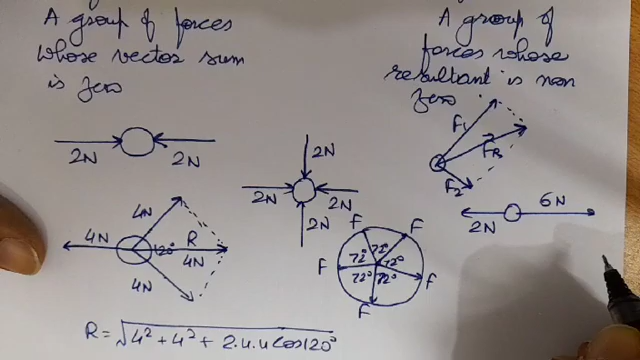 A group of forces
whose vector sum
is zero
A group of
forces whose
resultant is non
zero
2N
2N
2N
2N
2N
2N
F1
FR
F2
6N
2N
4N
4N
120°
R
4N
4N
F
F
F
F
F
72°
72°
72°
72°
72°
R = √4² + 4² + 2.4.4 Cos120°